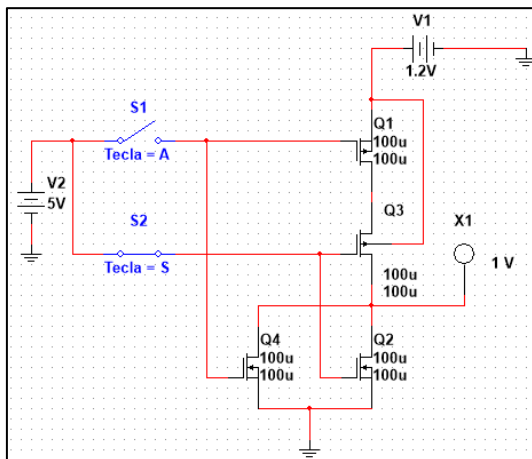 V1
1.2V
S1
Tecla = A
Q1
100u
100u
V2
5V
S2
Tecla = S
Q3
100u
100u
X1
1 V
Q4
100u
100u
Q2
100u
100u